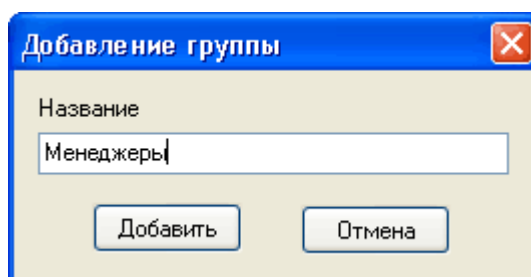 Добавление группы
Название
Менеджеры
Добавить Отмена